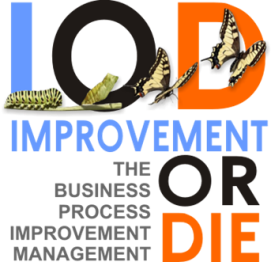 IOD
IMPROVEMENT
THE
BUSINESS
PROCESS
IMPROVEMENT
MANAGEMENT
OR
DIE